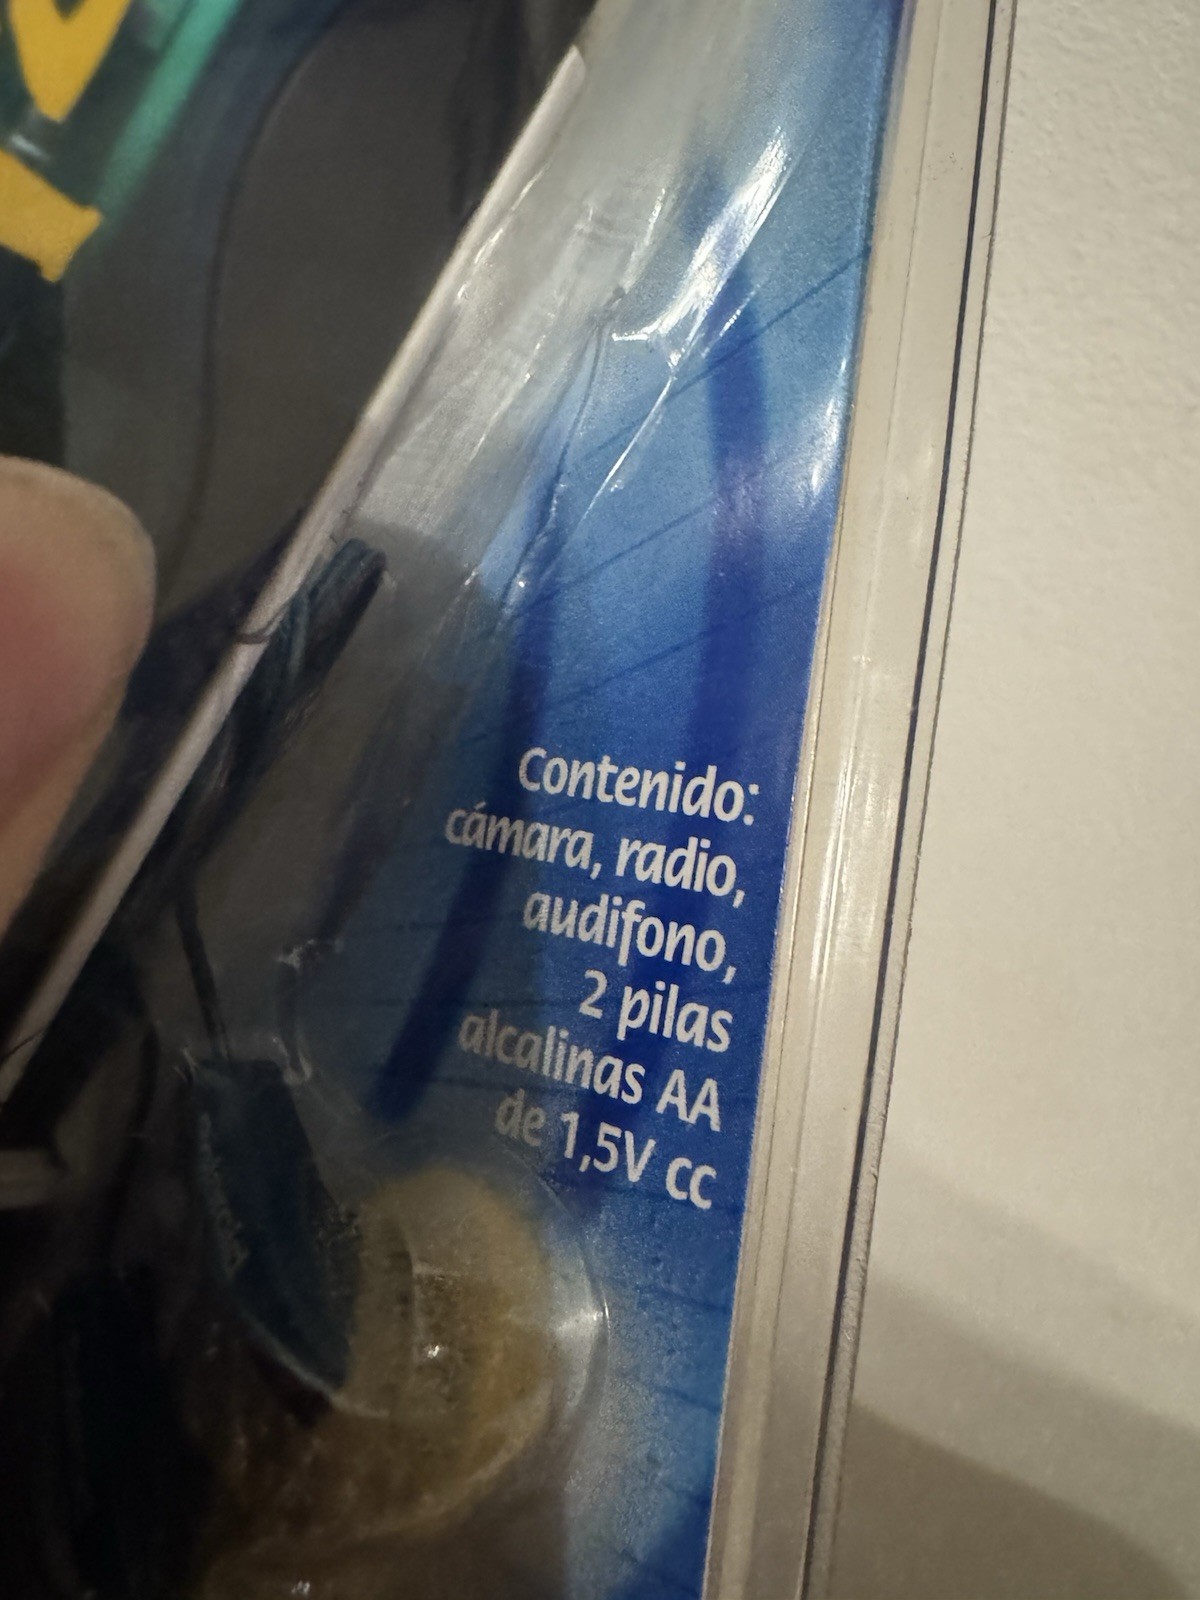 Contenido:
cámara, radio,
audifono,
2 pilas
alcalinas AA
de 1,5V cc